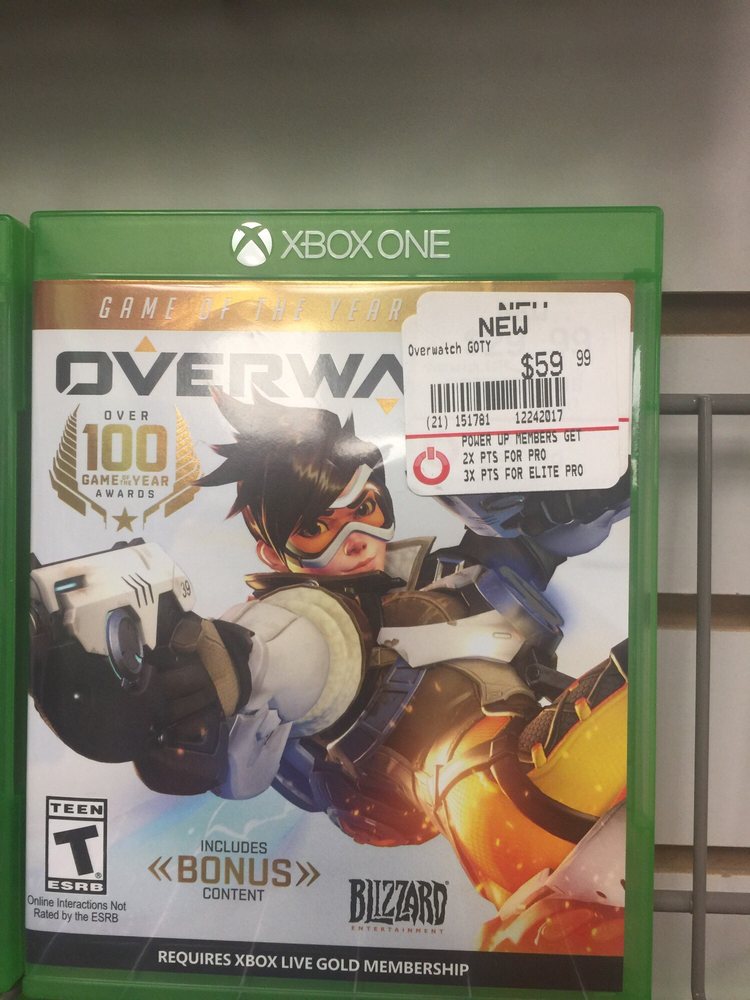 XBOX ONE
GAME OF THE YEAR
OVERWA
NEW
NEW
Overwatch GOTY
$59 99
(21) 151781 12242017
POWER UP MEMBERS GET
2X PTS FOR PRO
3X PTS FOR ELITE PRO
OVER
100
GAME OF THE YEAR
AWARDS
39
TEEN
T
ESRB
Online Interactions Not
Rated by the ESRB
INCLUDES
«BONUS»
CONTENT
BLIZZARD
ENTERTAINMENT
REQUIRES XBOX LIVE GOLD MEMBERSHIP